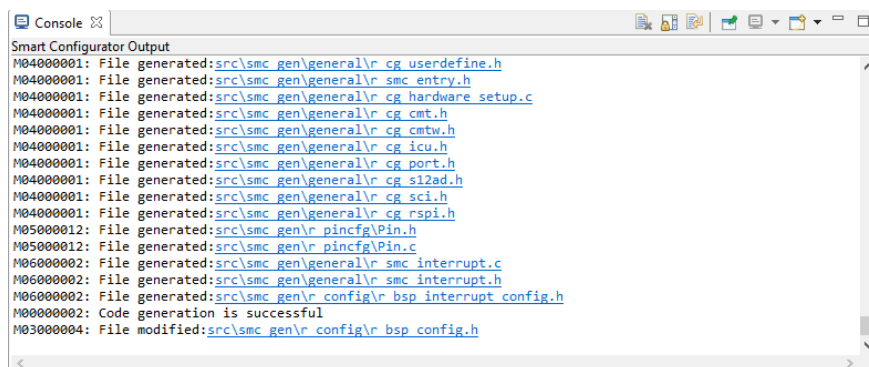 Console
Smart Configurator Output
M04000001: File generated:src\smc_gen\general\r_cg_userdefine.h
M04000001: File generated:src\smc_gen\general\r_smc_entry.h
M04000001: File generated:src\smc_gen\general\r_cg_hardware_setup.c
M04000001: File generated:src\smc_gen\general\r_cg_cmt.h
M04000001: File generated:src\smc_gen\general\r_cg_cmtw.h
M04000001: File generated:src\smc_gen\general\r_cg_icu.h
M04000001: File generated:src\smc_gen\general\r_cg_port.h
M04000001: File generated:src\smc_gen\general\r_cg_s12ad.h
M04000001: File generated:src\smc_gen\general\r_cg_sci.h
M04000001: File generated:src\smc_gen\general\r_cg_rspi.h
M05000012: File generated:src\smc_gen\r_pincfg\Pin.h
M05000012: File generated:src\smc_gen\r_pincfg\Pin.c
M06000002: File generated:src\smc_gen\general\r_smc_interrupt.c
M06000002: File generated:src\smc_gen\general\r_smc_interrupt.h
M06000002: File generated:src\smc_gen\r_config\r_bsp_interrupt_config.h
M00000002: Code generation is successful
M03000004: File modified:src\smc_gen\r_config\r_bsp_config.h